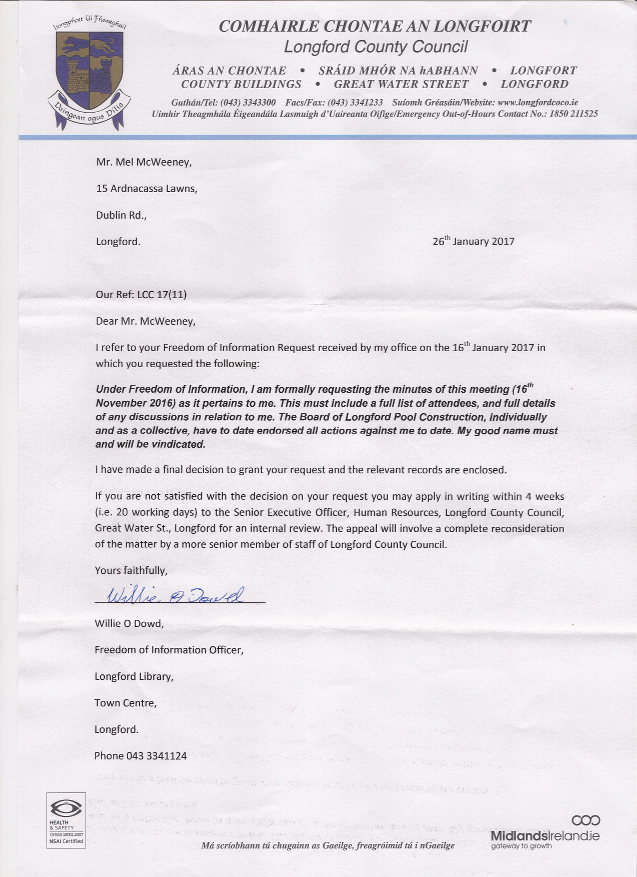 Longphort Uí Fhearghail
Daingean agus Dílis
COMHAIRLE CHONTAE AN LONGFOIRT
Longford County Council
ÁRAS AN CHONTAE • SRÁID MHÓR NA hABHANN • LONGFORT
COUNTY BUILDINGS • GREAT WATER STREET • LONGFORD
Guthán/Tel: (043) 3343300 Facs/Fax: (043) 3341233 Suíomh Gréasáin/Website: www.longfordcoco.ie
Uimhir Theagmhála Éigeandála Lasmuigh d'Uaireanta Oifige/Emergency Out-of-Hours Contact No.: 1850 211525
Mr. Mel McWeeney,
15 Ardnacassa Lawns,
Dublin Rd.,
Longford.
26th January 2017
Our Ref: LCC 17(11)
Dear Mr. McWeeney,
I refer to your Freedom of Information Request received by my office on the 16th January 2017 in
which you requested the following:
Under Freedom of Information, I am formally requesting the minutes of this meeting (16th
November 2016) as it pertains to me. This must include a full list of attendees, and full details
of any discussions in relation to me. The Board of Longford Pool Construction, individually
and as a collective, have to date endorsed all actions against me to date. My good name must
and will be vindicated.
I have made a final decision to grant your request and the relevant records are enclosed.
If you are not satisfied with the decision on your request you may apply in writing within 4 weeks
(i.e. 20 working days) to the Senior Executive Officer, Human Resources, Longford County Council,
Great Water St., Longford for an internal review. The appeal will involve a complete reconsideration
of the matter by a more senior member of staff of Longford County Council.
Yours faithfully,
Willie O Dowd
Willie O Dowd,
Freedom of Information Officer,
Longford Library,
Town Centre,
Longford.
Phone 043 3341124
HEALTH
& SAFETY
OHSAS 18001:2007
NSAI Certified
Má scríobhann tú chugainn as Gaeilge, freagróimid tú i nGaeilge
MidlandsIreland.ie
gateway to growth